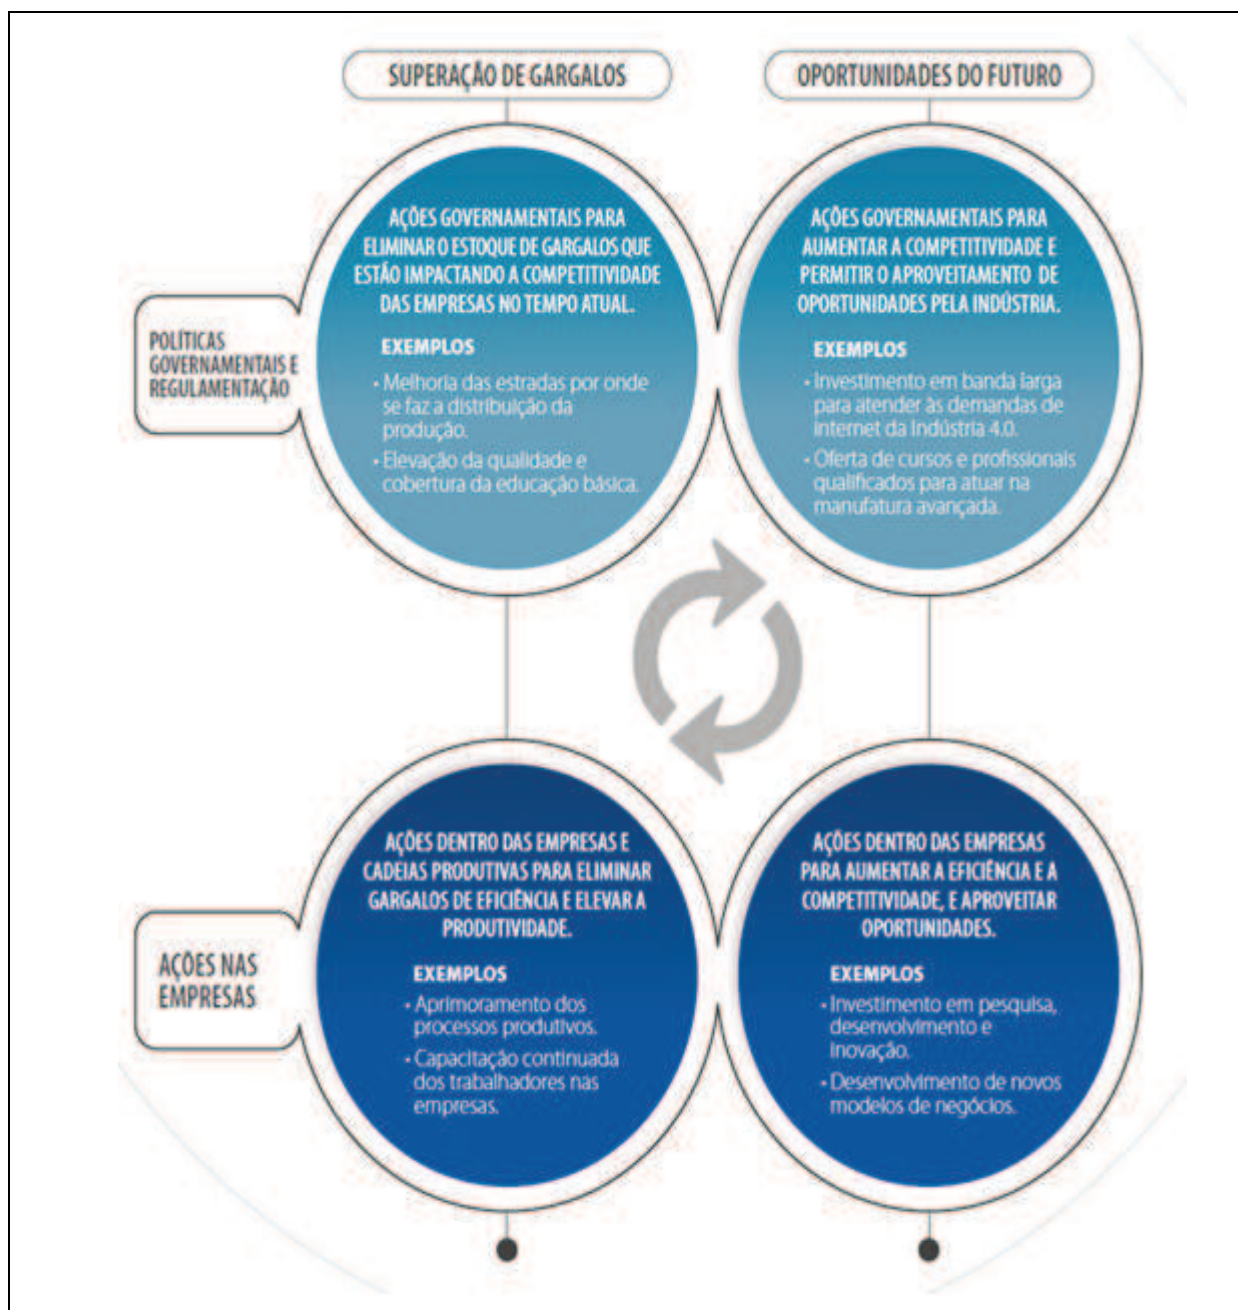 SUPERAÇÃO DE GARGALOS
OPORTUNIDADES DO FUTURO
POLÍTICAS
GOVERNAMENTAIS E
REGULAMENTAÇÃO
AÇÕES GOVERNAMENTAIS PARA
ELIMINAR O ESTOQUE DE GARGALOS QUE
ESTÃO IMPACTANDO A COMPETITIVIDADE
DAS EMPRESAS NO TEMPO ATUAL.
EXEMPLOS
• Melhoria das estradas por onde
se faz a distribuição da
produção.
• Elevação da qualidade e
cobertura da educação básica.
AÇÕES GOVERNAMENTAIS PARA
AUMENTAR A COMPETITIVIDADE E
PERMITIR O APROVEITAMENTO DE
OPORTUNIDADES PELA INDÚSTRIA.
EXEMPLOS
• Investimento em banda larga
para atender às demandas de
internet da Indústria 4.0.
• Oferta de cursos e profissionais
qualificados para atuar na
manufatura avançada.
AÇÕES NAS
EMPRESAS
AÇÕES DENTRO DAS EMPRESAS E
CADEIAS PRODUTIVAS PARA ELIMINAR
GARGALOS DE EFICIÊNCIA E ELEVAR A
PRODUTIVIDADE.
EXEMPLOS
• Aprimoramento dos
processos produtivos.
• Capacitação continuada
dos trabalhadores nas
empresas.
AÇÕES DENTRO DAS EMPRESAS
PARA AUMENTAR A EFICIÊNCIA E A
COMPETITIVIDADE, E APROVEITAR
OPORTUNIDADES.
EXEMPLOS
• Investimento em pesquisa,
desenvolvimento e
inovação.
• Desenvolvimento de novos
modelos de negócios.